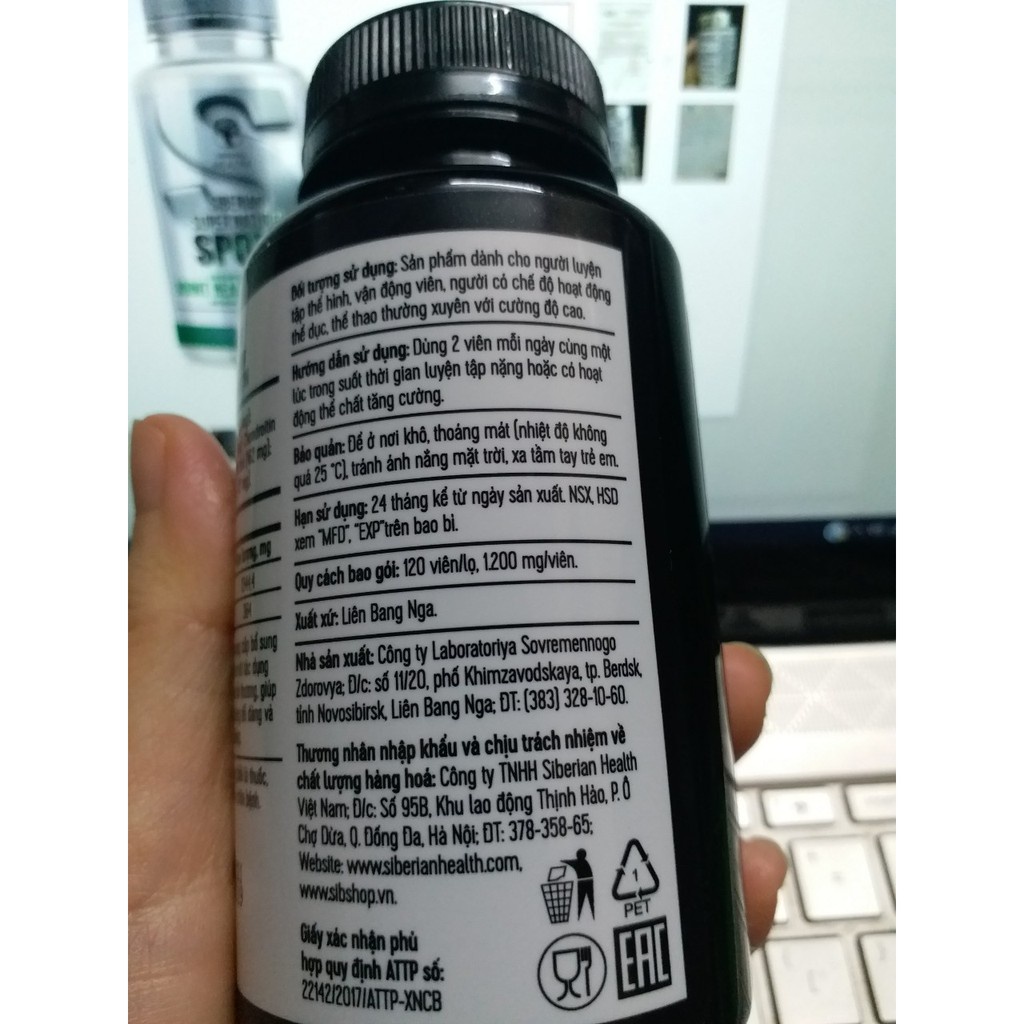 SPO
Đối tượng sử dụng: Sản phẩm dành cho người luyện
tập thể hình, vận động viên, người có chế độ hoạt động
thể dục, thể thao thường xuyên với cường độ cao.
Hướng dẫn sử dụng: Dùng 2 viên mỗi ngày cùng một
lúc trong suốt thời gian luyện tập nặng hoặc có hoạt
động thể chất tăng cường.
Bảo quản: Để ở nơi khô, thoáng mát (nhiệt độ không
quá 25 °C), tránh ánh nắng mặt trời, xa tầm tay trẻ em.
Hạn sử dụng: 24 tháng kể từ ngày sản xuất. NSX, HSD
xem "MFD", "EXP" trên bao bì.
Quy cách bao gói: 120 viên/lọ, 1.200 mg/viên.
Xuất xứ: Liên Bang Nga.
Nhà sản xuất: Công ty Laboratoriya Sovremennogo
Zdorovya; Đ/c: số 11/20, phố Khimzavodskaya, tp. Berdsk,
tỉnh Novosibirsk, Liên Bang Nga; ĐT: (383) 328-10-60.
Thương nhân nhập khẩu và chịu trách nhiệm về
chất lượng hàng hoá: Công ty TNHH Siberian Health
Việt Nam; Đ/c: Số 95B, Khu lao động Thịnh Hào, P. Ô
Chợ Dừa, Q. Đống Đa, Hà Nội; ĐT: 378-358-65;
Website: www.siberianhealth.com,
www.sibshop.vn.
Giấy xác nhận phù
hợp quy định ATTP số:
22142/2017/ATTP-XNCB
1
PET
EAC